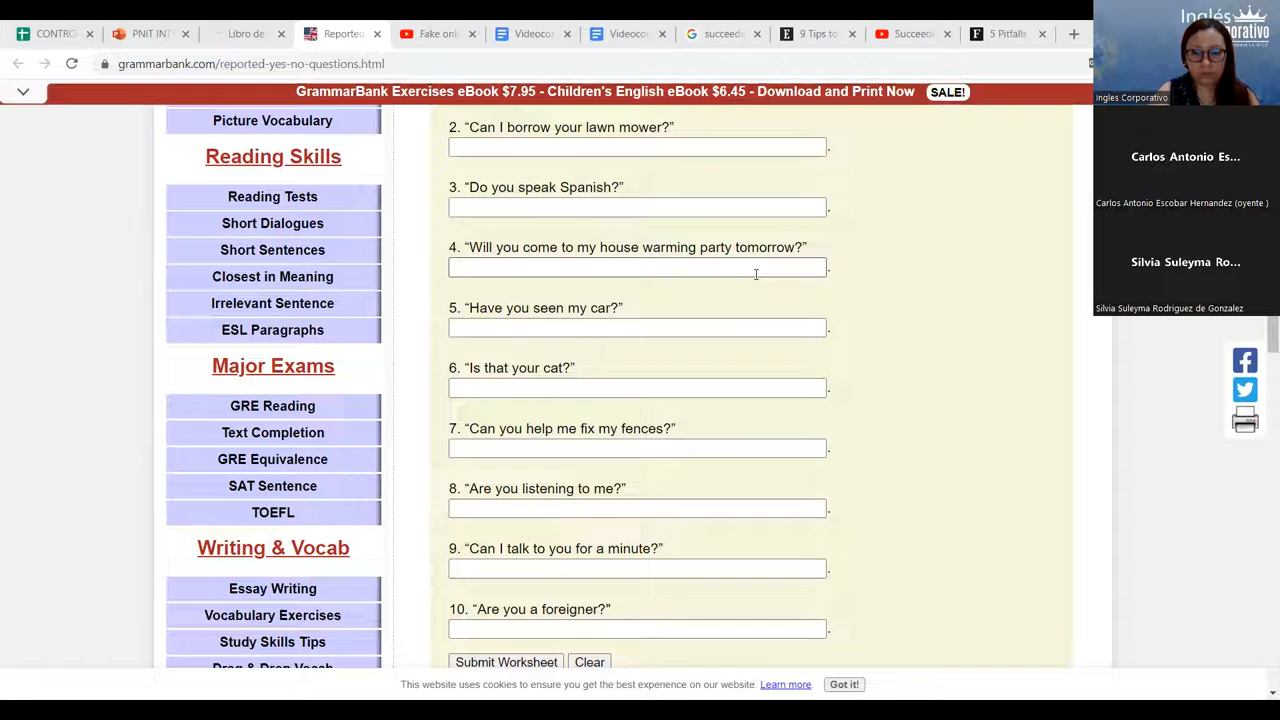 CONTRO
PNIT INT
Libro de
Reported
Fake onl
Videoco
Videoco
succeed
9 Tips to
Succeed
5 Pitfalls
grammarbank.com/reported-yes-no-questions.html
GrammarBank Exercises eBook $7.95 - Children's English eBook $6.45 - Download and Print Now SALE!
Picture Vocabulary
Reading Skills
Reading Tests
Short Dialogues
Short Sentences
Closest in Meaning
Irrelevant Sentence
ESL Paragraphs
Major Exams
GRE Reading
Text Completion
GRE Equivalence
SAT Sentence
TOEFL
Writing & Vocab
Essay Writing
Vocabulary Exercises
Study Skills Tips
Drag & Drop Vocab
2. “Can I borrow your lawn mower?”
.
3. “Do you speak Spanish?”
.
4. “Will you come to my house warming party tomorrow?”
.
5. “Have you seen my car?”
.
6. “Is that your cat?”
.
7. “Can you help me fix my fences?”
.
8. “Are you listening to me?”
.
9. “Can I talk to you for a minute?”
.
10. “Are you a foreigner?"
.
Submit Worksheet Clear
This website uses cookies to ensure you get the best experience on our website. Learn more. Got it!
Inglés
Ingles Corporativo
Carlos Antonio Es...
Carlos Antonio Escobar Hernandez (oyente )
Silvia Suleyma Ro...
Silvia Suleyma Rodriguez de Gonzalez